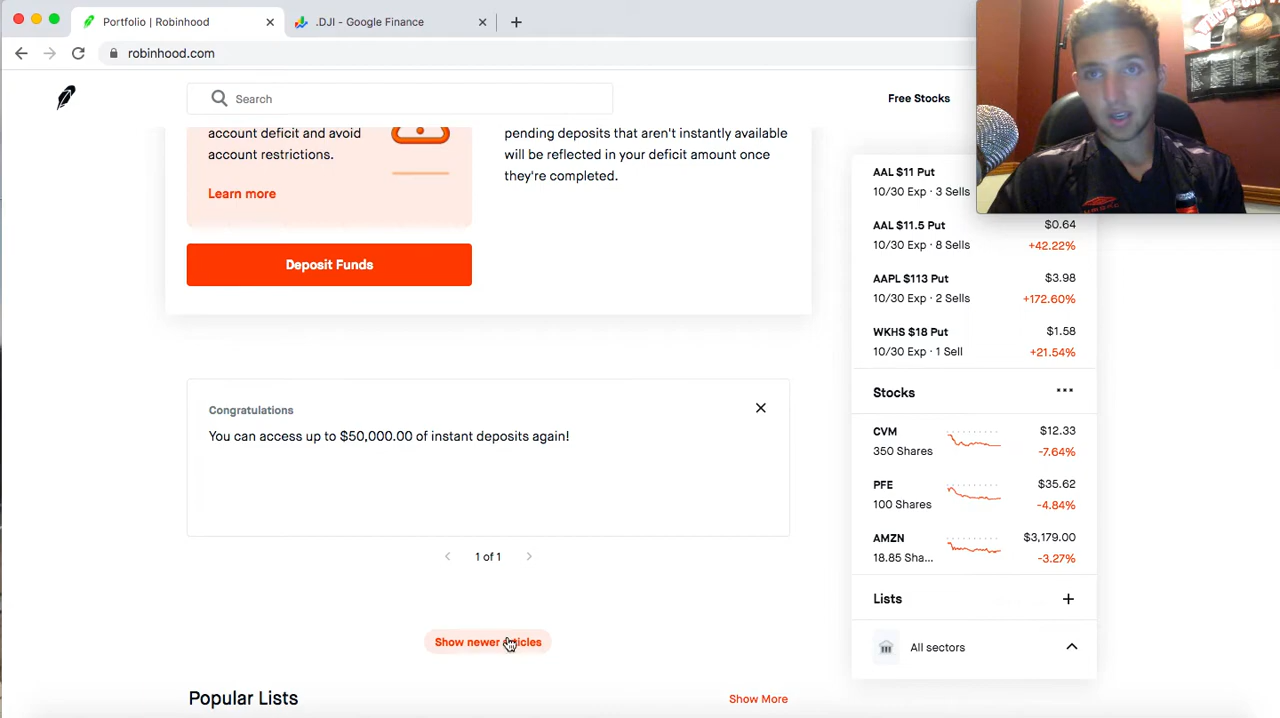 Portfolio | Robinhood
.DJI - Google Finance
robinhood.com
Search
Free Stocks
account deficit and avoid
account restrictions.
Learn more
pending deposits that aren't instantly available
will be reflected in your deficit amount once
they're completed.
Deposit Funds
Congratulations
You can access up to $50,000.00 of instant deposits again!
1 of 1
Show newer articles
Popular Lists
Show More
AAL $11 Put
10/30 Exp · 3 Sells
AAL $11.5 Put
$0.64
10/30 Exp · 8 Sells
+42.22%
AAPL $113 Put
$3.98
10/30 Exp · 2 Sells
+172.60%
WKHS $18 Put
$1.58
10/30 Exp · 1 Sell
+21.54%
Stocks
CVM
$12.33
350 Shares
-7.64%
PFE
$35.62
100 Shares
-4.84%
AMZN
$3,179.00
18.85 Sha...
-3.27%
Lists
All sectors